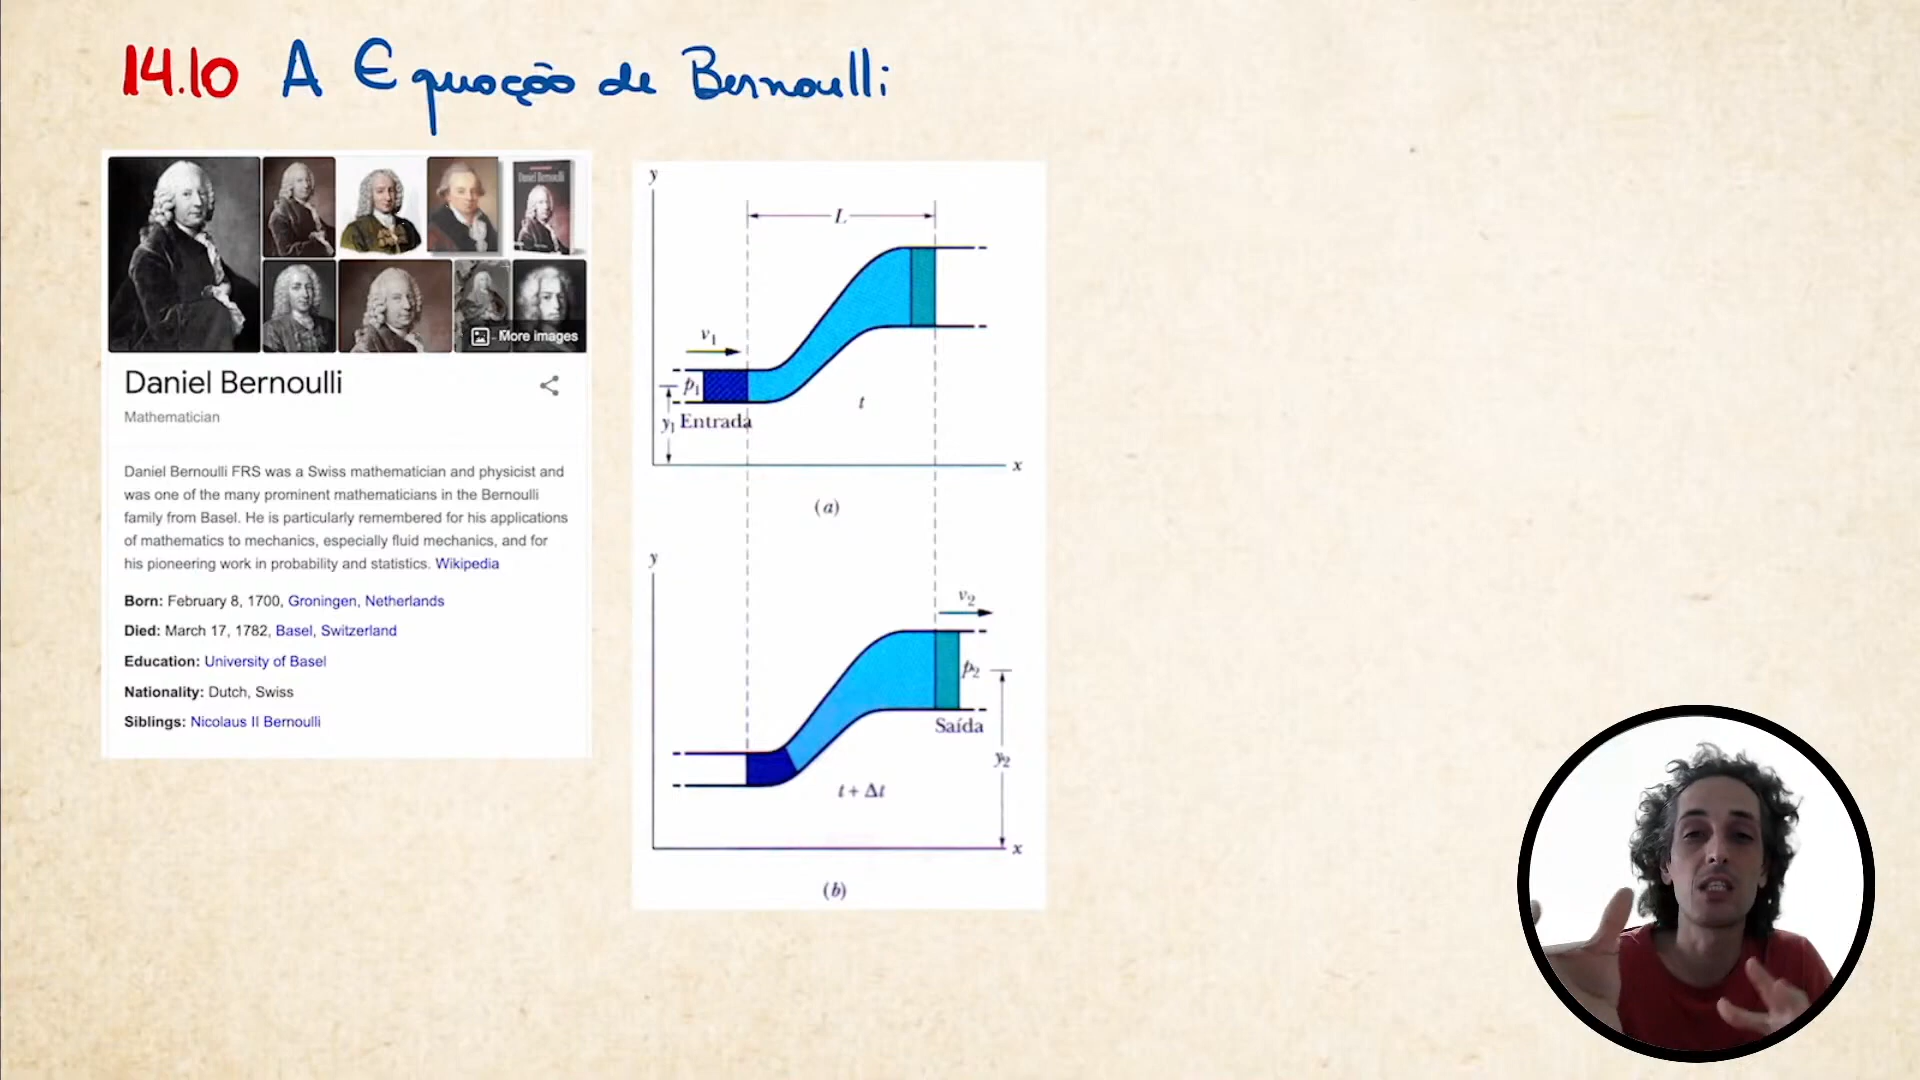 14.10 A Equação de Bernoulli
Daniel Bernoulli
More images
Daniel Bernoulli
Mathematician
Daniel Bernoulli FRS was a Swiss mathematician and physicist and
was one of the many prominent mathematicians in the Bernoulli
family from Basel. He is particularly remembered for his applications
of mathematics to mechanics, especially fluid mechanics, and for
his pioneering work in probability and statistics. Wikipedia
Born: February 8, 1700, Groningen, Netherlands
Died: March 17, 1782, Basel, Switzerland
Education: University of Basel
Nationality: Dutch, Swiss
Siblings: Nicolaus II Bernoulli
y
L
v₁
p₁
t
y₁ Entrada
x
(a)
y
v₂
p₂
Saída
y₂
t + Δt
x
(b)